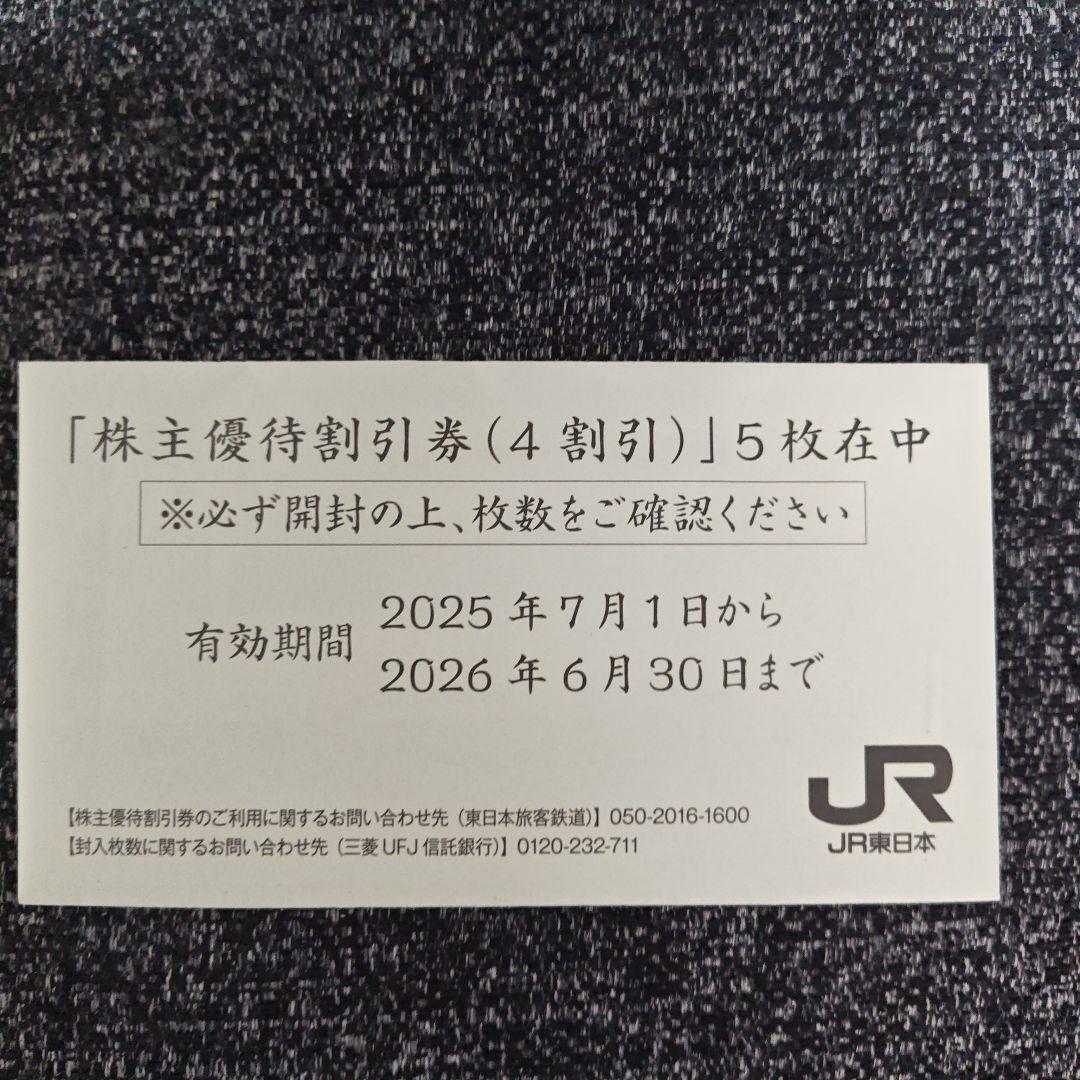 「株主優待割引券(4割引)」5枚在中
※必ず開封の上、枚数をご確認ください
有効期間
2025年7月1日から
2026年6月30日まで
JR
JR東日本
【株主優待割引券のご利用に関するお問い合わせ先（東日本旅客鉄道）】050-2016-1600
【封入枚数に関するお問い合わせ先（三菱UFJ信託銀行）】0120-232-711